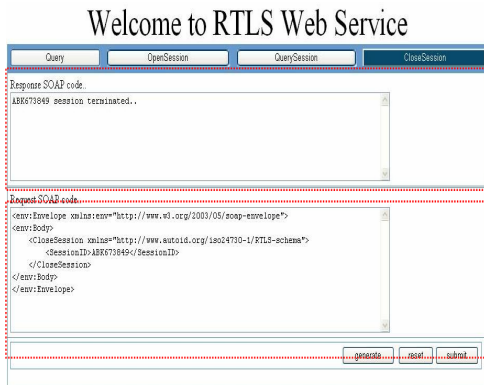 Welcome to RTLS Web Service
Query OpenSession QuerySession CloseSession
Response SOAP code..
ABK673849 session terminated..
Request SOAP code..
<env:Envelope xmlns:env="http://www.w3.org/2003/05/soap-envelope">
<env:Body>
<CloseSession xmlns="http://www.autoid.org/iso24730-1/RTLS-schema">
<SessionID>ABK673849</SessionID>
</CloseSession>
</env:Body>
</env:Envelope>
generate reset submit